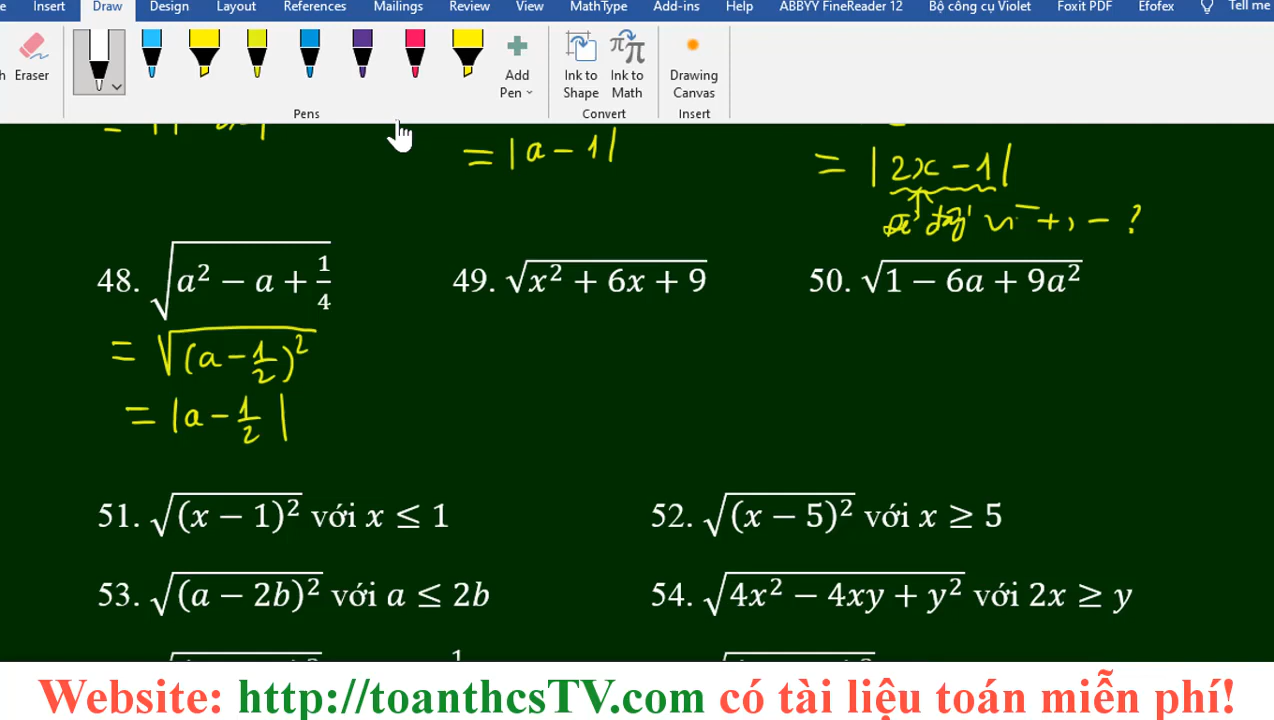 Insert Draw Design Layout References Mailings Review View MathType Add-ins Help ABBYY FineReader 12 Bộ công cụ Violet Foxit PDF Efofex Tell me
Eraser
Add Pen
Ink to Shape
Ink to Math
Drawing Canvas
Pens
Convert
Insert
= |a − 1|
= |2x − 1|
+, − ?
48. √(a² − a + 1/4)
49. √(x² + 6x + 9)
50. √(1 − 6a + 9a²)
= √((a − 1/2)²)
= |a − 1/2|
51. √((x − 1)²) với x ≤ 1
52. √((x − 5)²) với x ≥ 5
53. √((a − 2b)²) với a ≤ 2b
54. √(4x² − 4xy + y²) với 2x ≥ y
Website: http://toanthcsTV.com có tài liệu toán miễn phí!